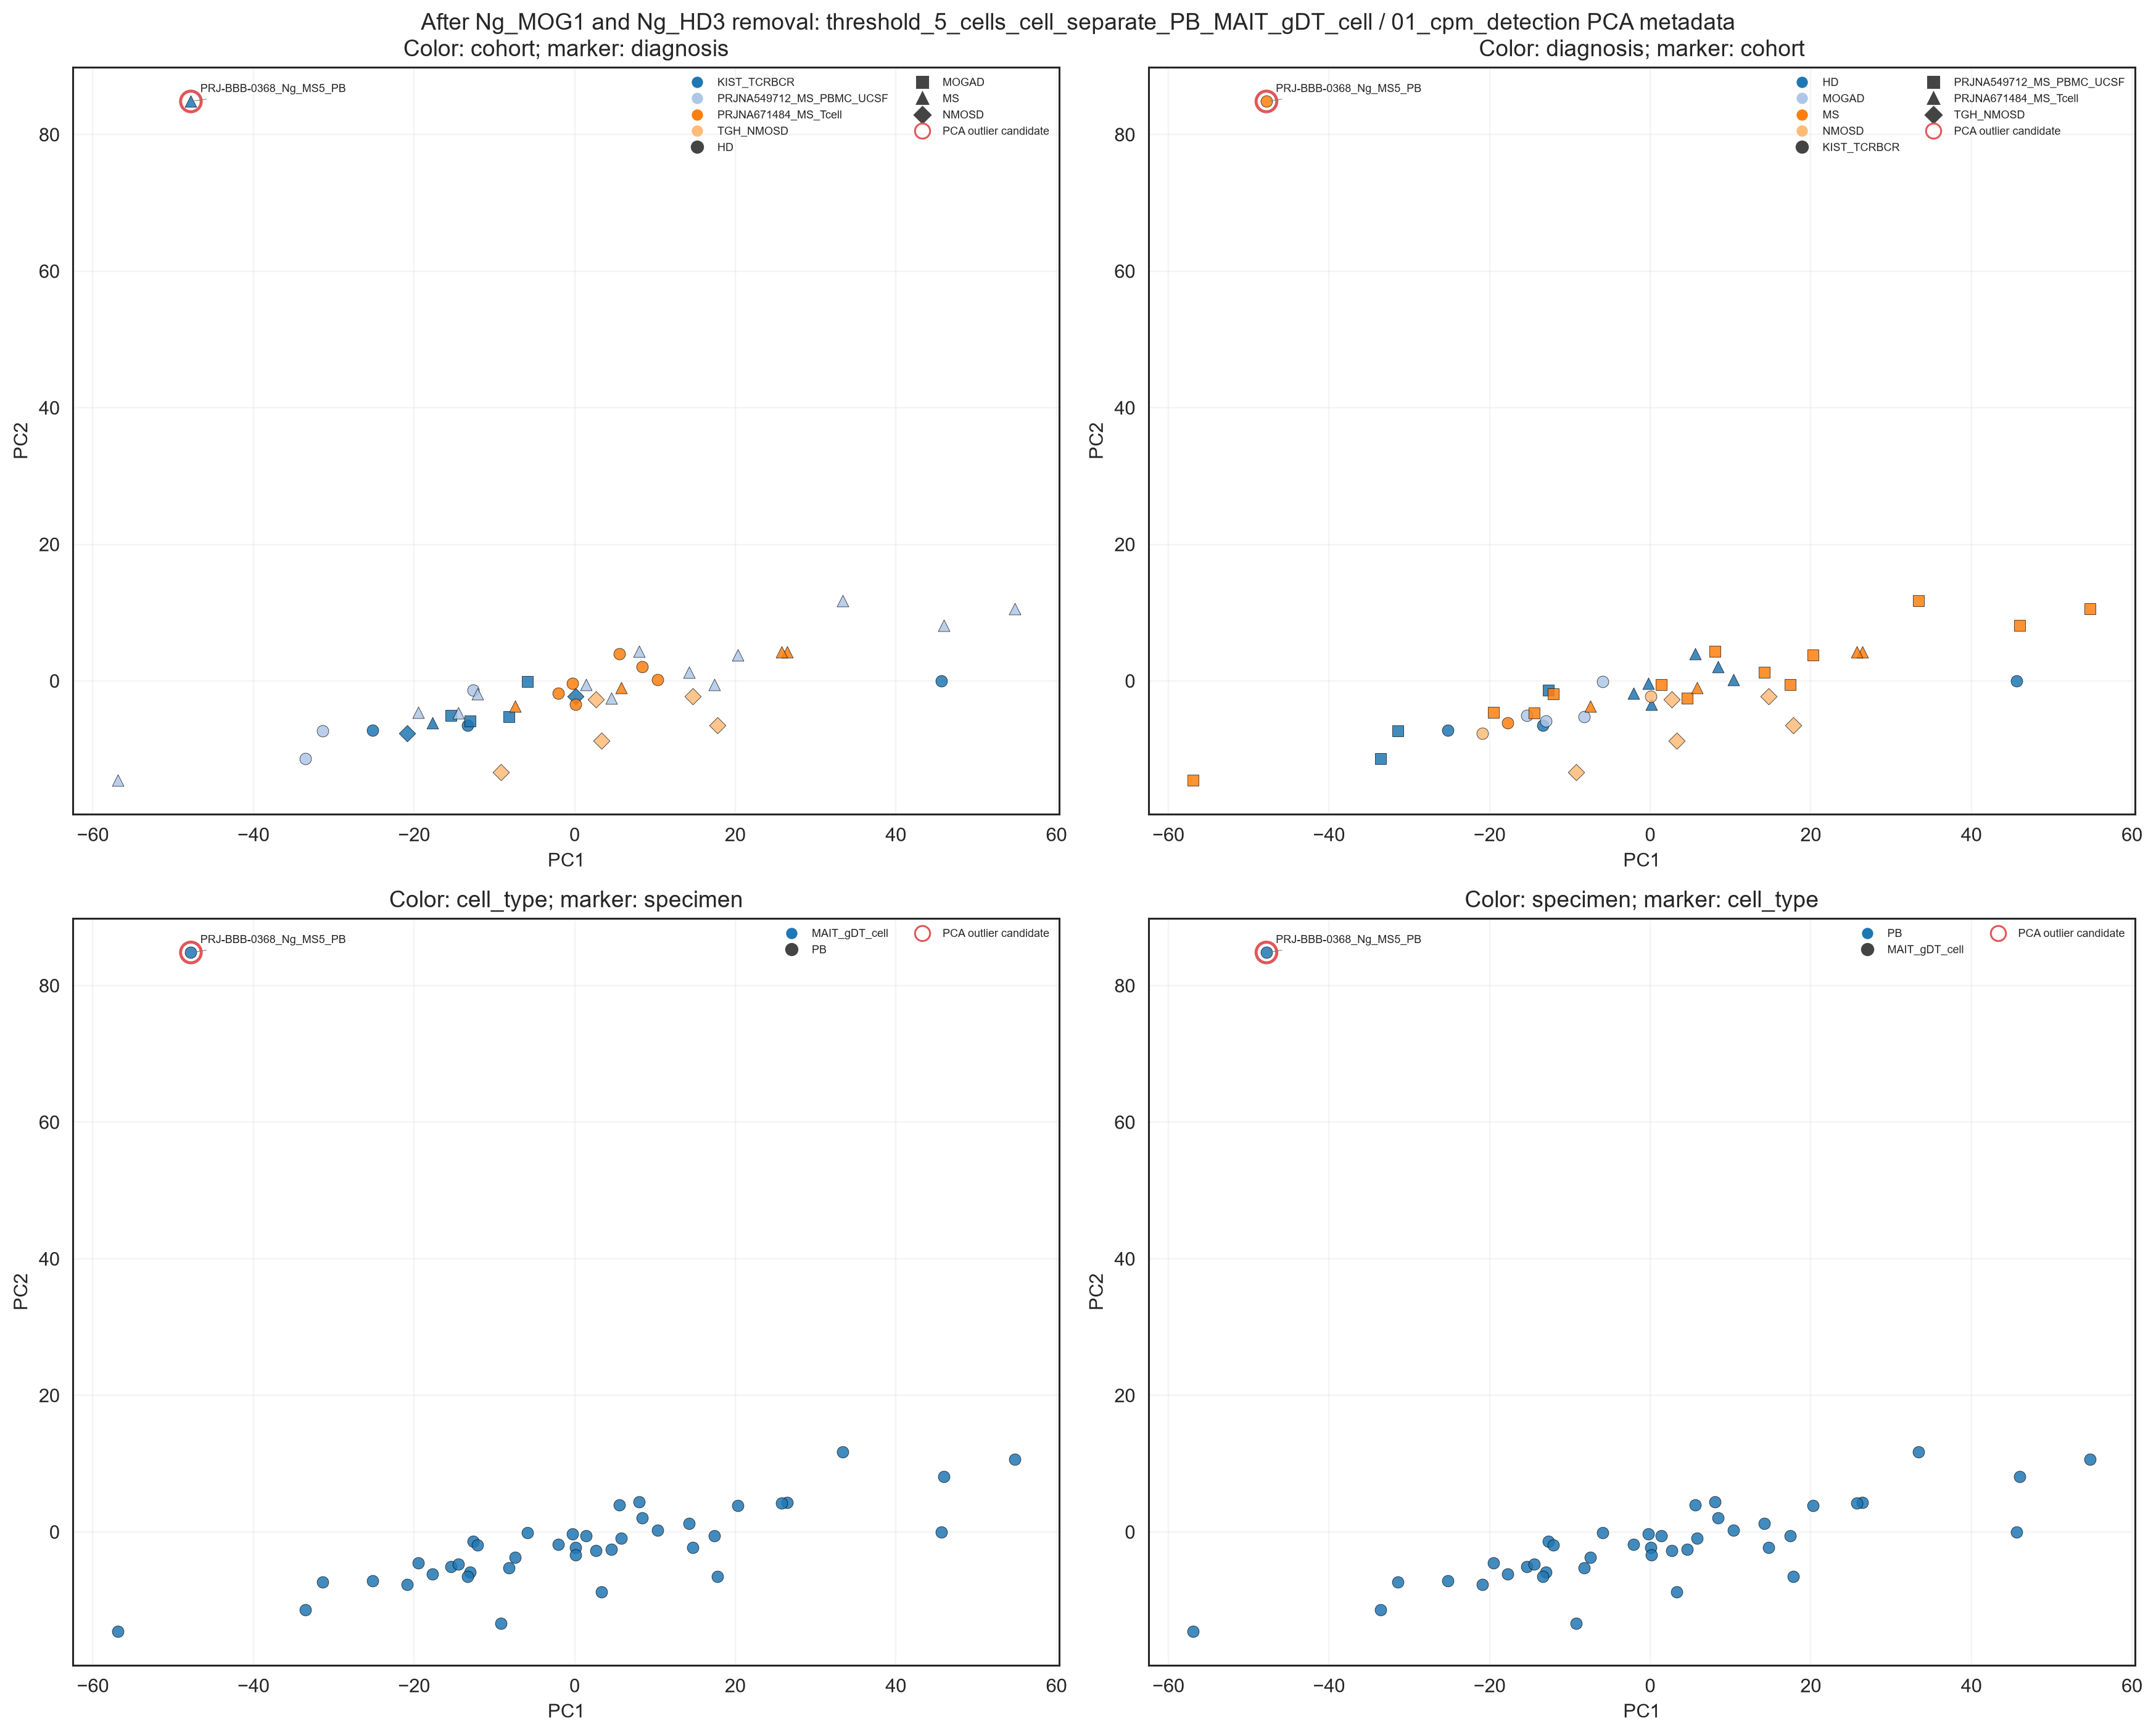 After Ng_MOG1 and Ng_HD3 removal: threshold_5_cells_cell_separate_PB_MAIT_gDT_cell / 01_cpm_detection PCA metadata
Color: cohort; marker: diagnosis
PRJ-BBB-0368_Ng_MS5_PB
KIST_TCRBCR
PRJNA549712_MS_PBMC_UCSF
PRJNA671484_MS_Tcell
TGH_NMOSD
HD
MOGAD
MS
NMOSD
PCA outlier candidate
80
60
40
20
0
PC2
−60 −40 −20 0 20 40 60
PC1
Color: diagnosis; marker: cohort
PRJ-BBB-0368_Ng_MS5_PB
HD
MOGAD
MS
NMOSD
KIST_TCRBCR
PRJNA549712_MS_PBMC_UCSF
PRJNA671484_MS_Tcell
TGH_NMOSD
PCA outlier candidate
80
60
40
20
0
PC2
−60 −40 −20 0 20 40 60
PC1
Color: cell_type; marker: specimen
PRJ-BBB-0368_Ng_MS5_PB
MAIT_gDT_cell
PB
PCA outlier candidate
80
60
40
20
0
PC2
−60 −40 −20 0 20 40 60
PC1
Color: specimen; marker: cell_type
PRJ-BBB-0368_Ng_MS5_PB
PB
MAIT_gDT_cell
PCA outlier candidate
80
60
40
20
0
PC2
−60 −40 −20 0 20 40 60
PC1